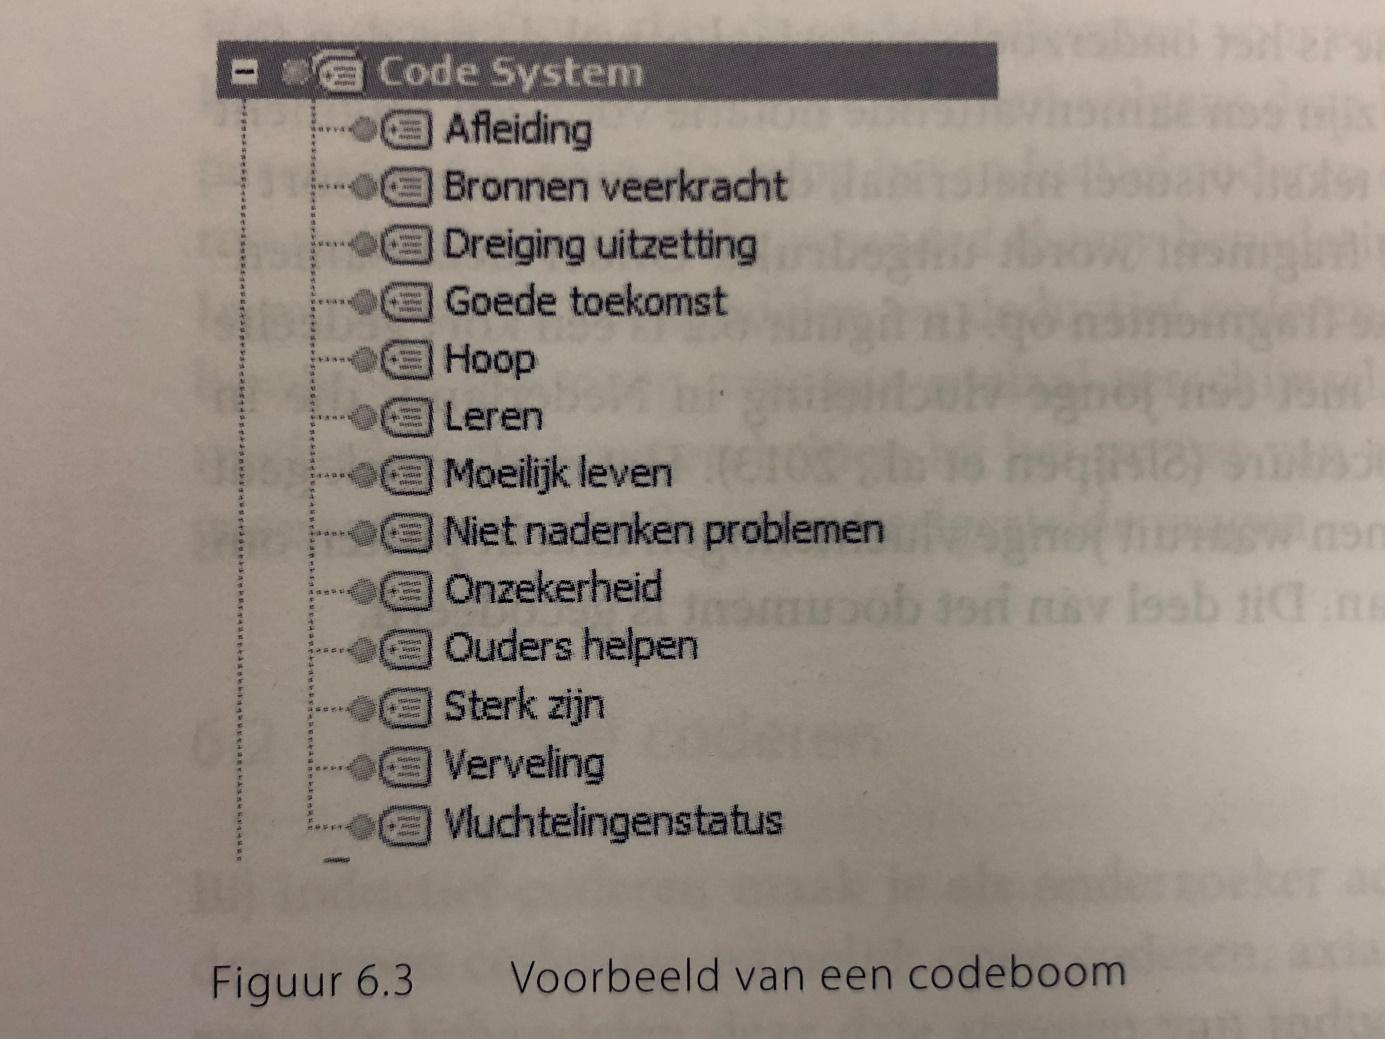 Code System
Afleiding
Bronnen veerkracht
Dreiging uitzetting
Goede toekomst
Hoop
Leren
Moeilijk leven
Niet nadenken problemen
Onzekerheid
Ouders helpen
Sterk zijn
Verveling
Vluchtelingenstatus
Figuur 6.3 Voorbeeld van een codeboom